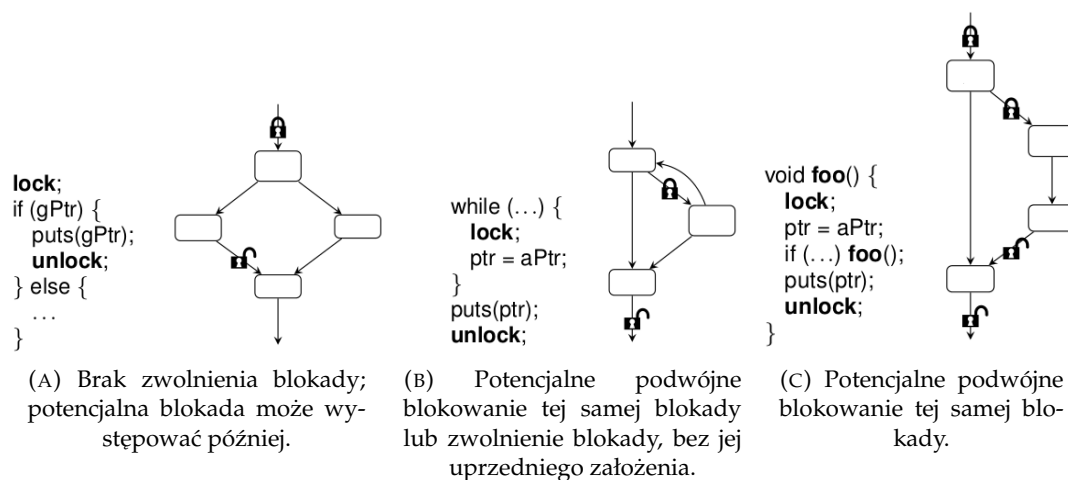 lock;
if (gPtr) {
puts(gPtr);
unlock;
} else {
...
}
(A) Brak zwolnienia blokady;
potencjalna blokada może wy-
stępować później.
while (...) {
lock;
ptr = aPtr;
}
puts(ptr);
unlock;
(B) Potencjalne podwójne
blokowanie tej samej blokady
lub zwolnienie blokady, bez jej
uprzedniego założenia.
void foo() {
lock;
ptr = aPtr;
if (...) foo();
puts(ptr);
unlock;
}
(C) Potencjalne podwójne
blokowanie tej samej blo-
kady.